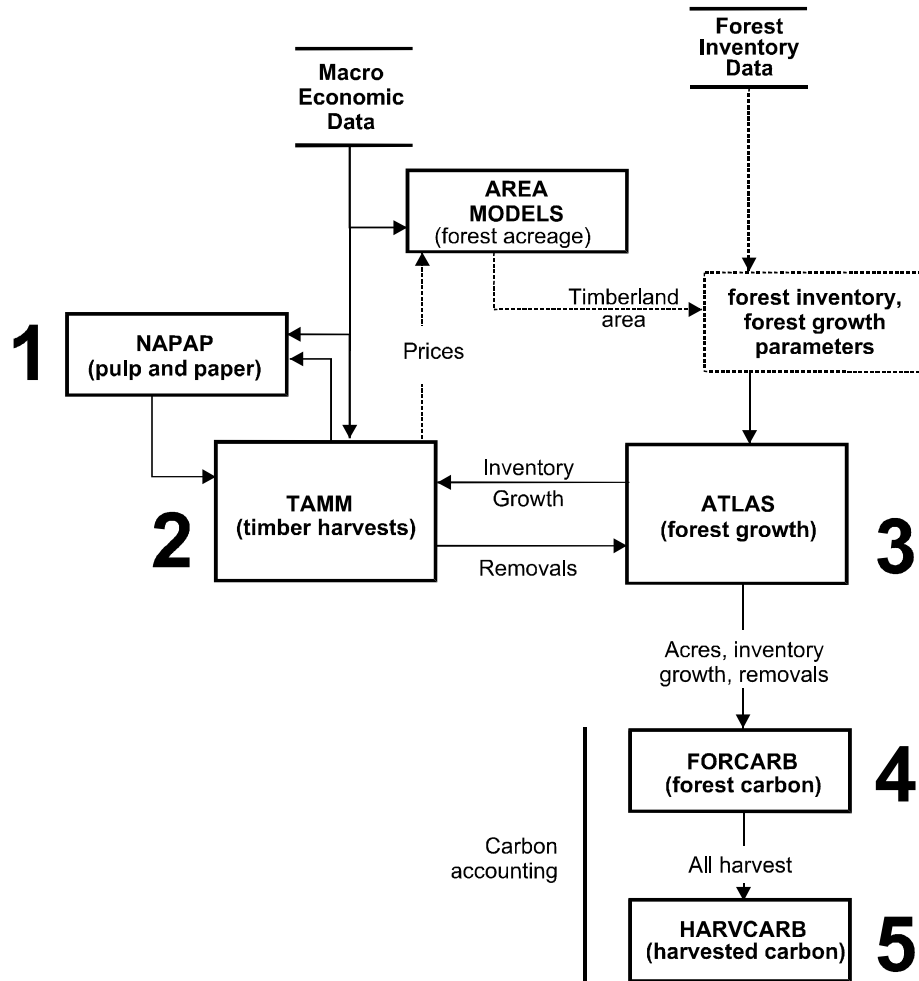 Forest
Inventory
Data
Macro
Economic
Data
AREA
MODELS
(forest acreage)
Timberland
area
forest inventory,
forest growth
parameters
1
NAPAP
(pulp and paper)
Prices
2
TAMM
(timber harvests)
Inventory
Growth
Removals
ATLAS
(forest growth)
3
Acres, inventory
growth, removals
FORCARB
(forest carbon)
4
Carbon
accounting
All harvest
HARVCARB
(harvested carbon)
5